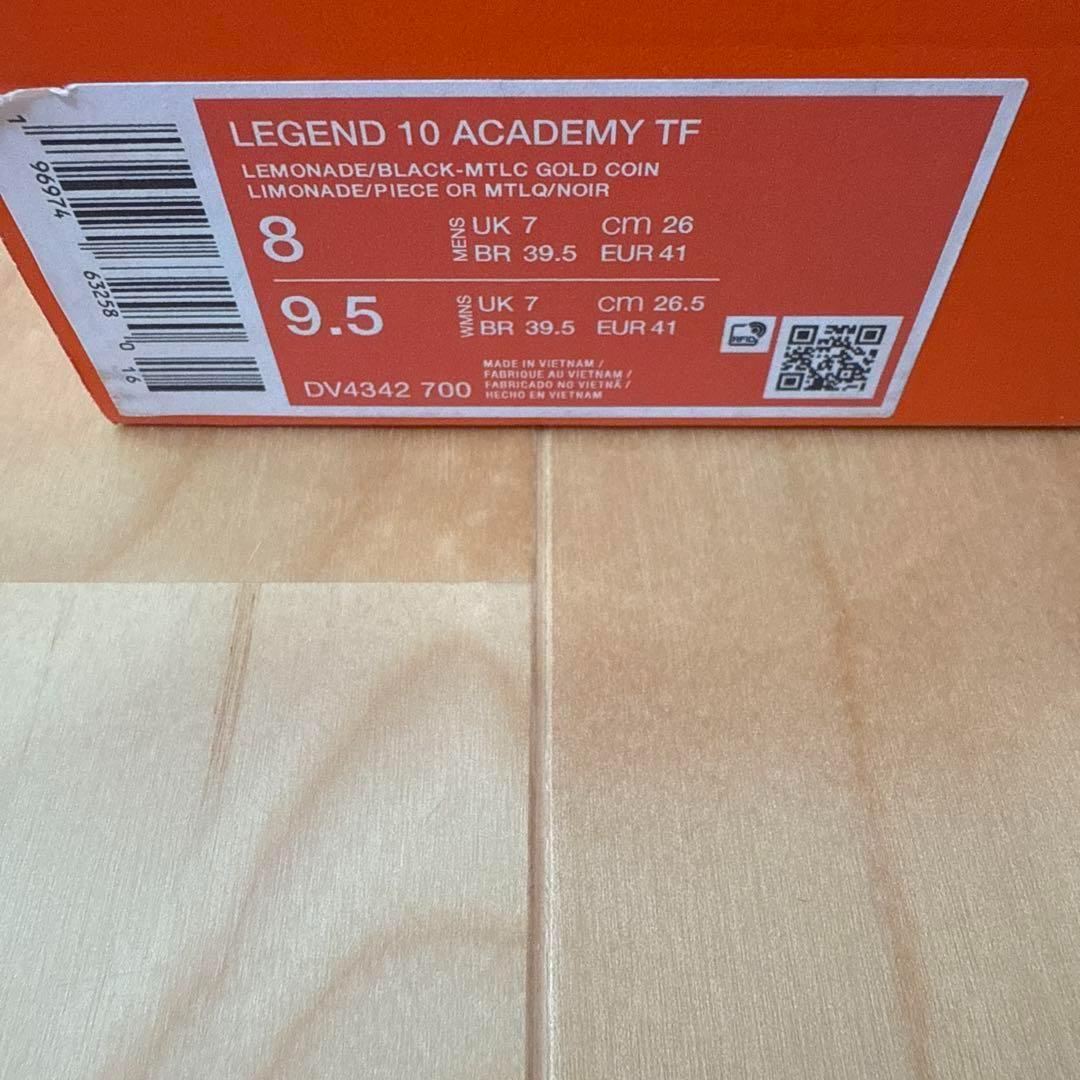 LEGEND 10 ACADEMY TF
LEMONADE/BLACK-MTLC GOLD COIN
LIMONADE/PIECE OR MTLQ/NOIR
8 MENS UK 7 cm 26
BR 39.5 EUR 41
9.5 WMNS UK 7 cm 26.5
BR 39.5 EUR 41
RFID
DV4342 700
MADE IN VIETNAM /
FABRIQUE AU VIETNAM /
FABRICADO NO VIETNÃ /
HECHO EN VIETNAM
1 96974 63258 0 16